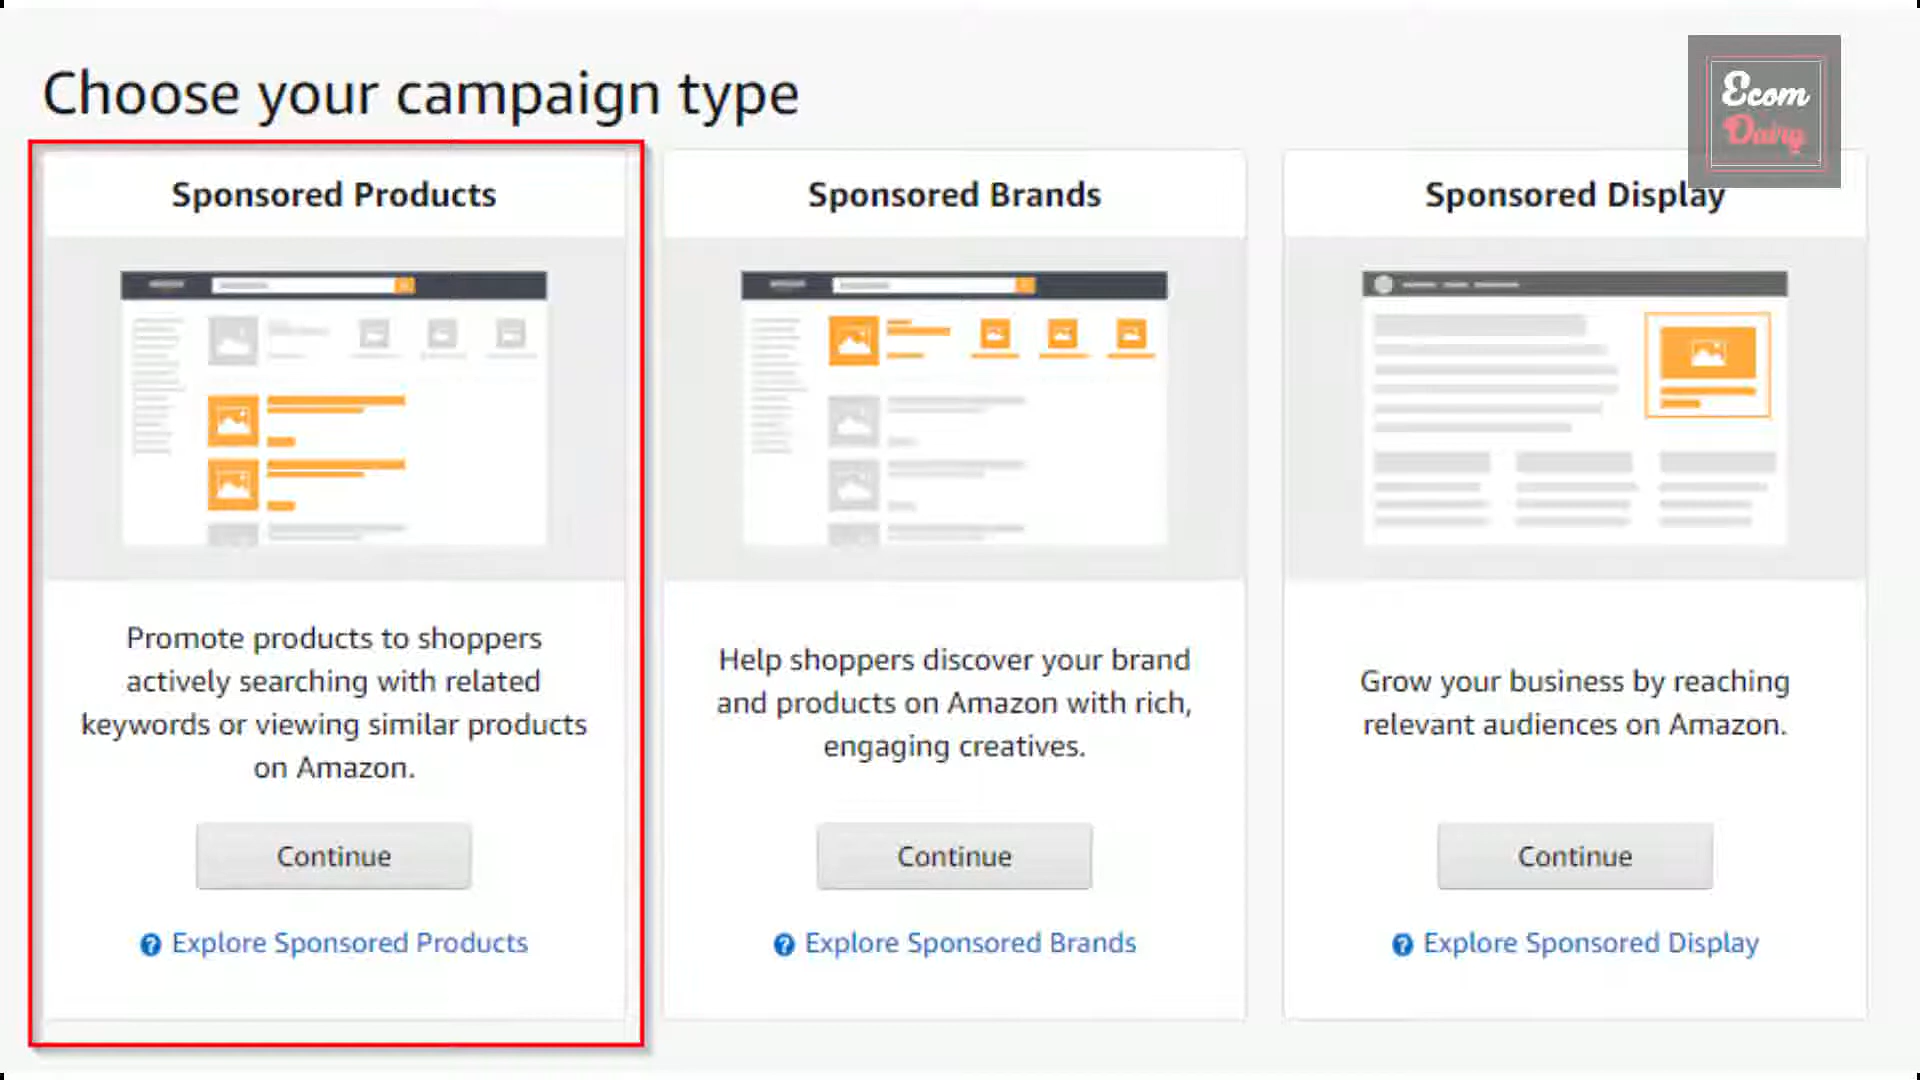 Choose your campaign type
Ecom
Dairy
Sponsored Products
Promote products to shoppers
actively searching with related
keywords or viewing similar products
on Amazon.
Continue
Explore Sponsored Products
Sponsored Brands
Help shoppers discover your brand
and products on Amazon with rich,
engaging creatives.
Continue
Explore Sponsored Brands
Sponsored Display
Grow your business by reaching
relevant audiences on Amazon.
Continue
Explore Sponsored Display